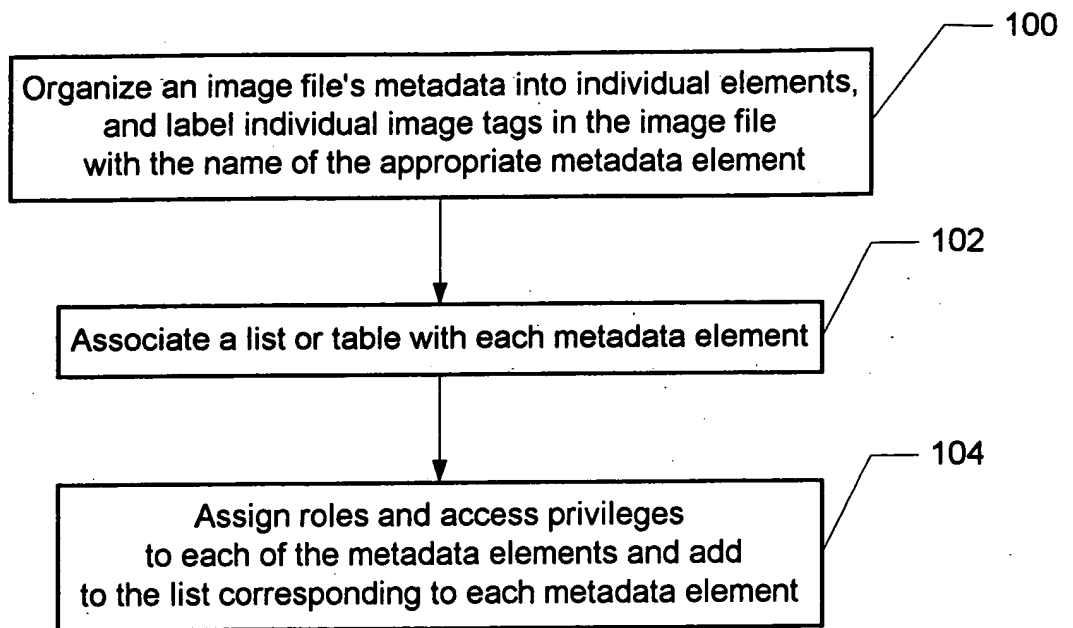 100
Organize an image file's metadata into individual elements,
and label individual image tags in the image file
with the name of the appropriate metadata element
102
Associate a list or table with each metadata element
104
Assign roles and access privileges
to each of the metadata elements and add
to the list corresponding to each metadata element